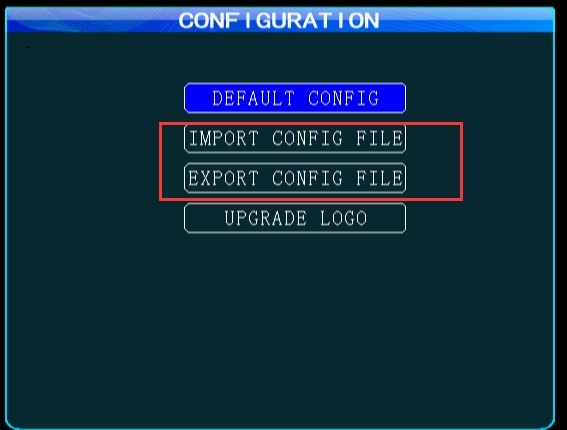 CONFIGURATION
DEFAULT CONFIG
IMPORT CONFIG FILE
EXPORT CONFIG FILE
UPGRADE LOGO